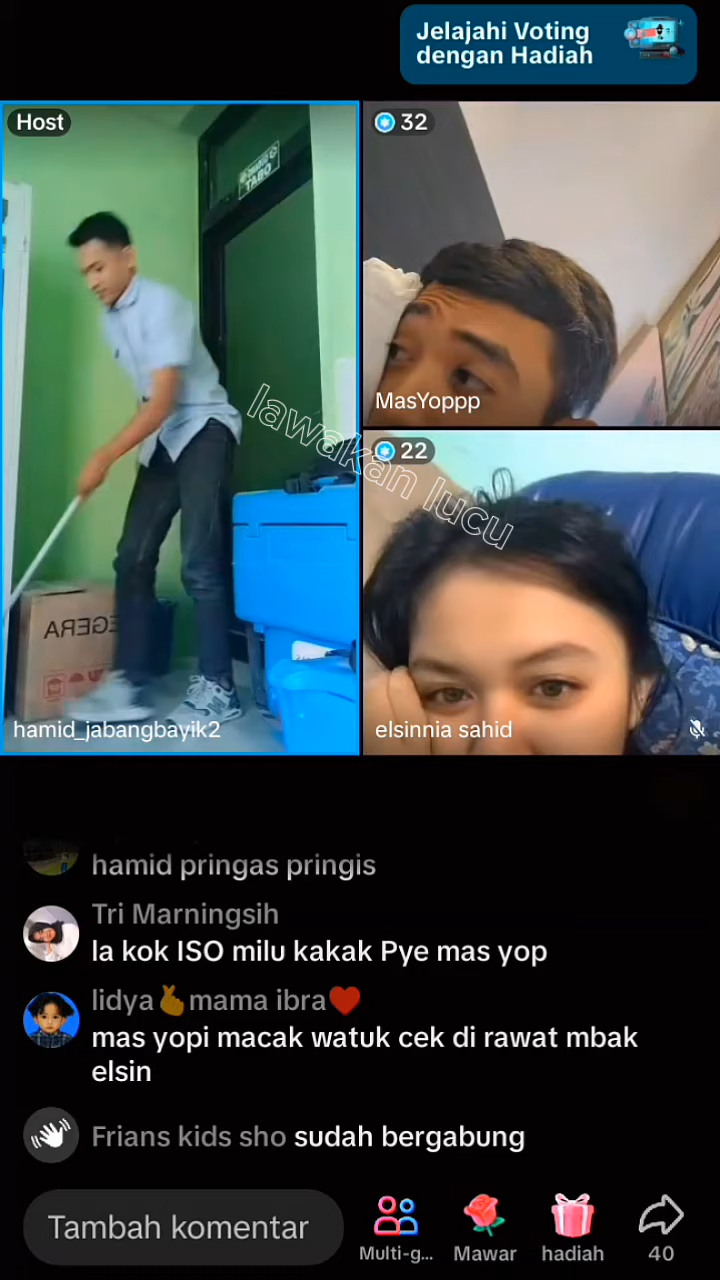 Jelajahi Voting
dengan Hadiah
Host
32
MasYoppp
lawakan lucu
22
hamid_jabangbayik2
elsinnia sahid
hamid pringas pringis
Tri Marningsih
la kok ISO milu kakak Pye mas yop
lidya🫰mama ibra♥️
mas yopi macak watuk cek di rawat mbak
elsin
Frians kids sho sudah bergabung
Tambah komentar
Multi-g...
Mawar
hadiah
40